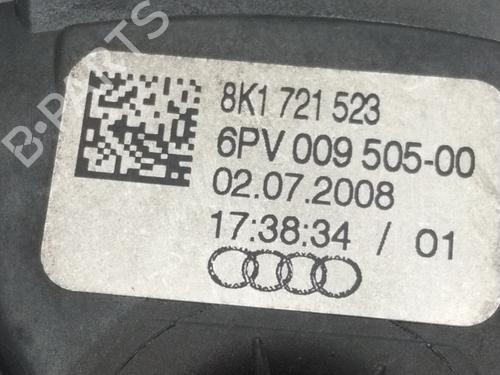 8K1 721 523
6PV 009 505-00
02.07.2008
17:38:34 / 01
B-PARTS